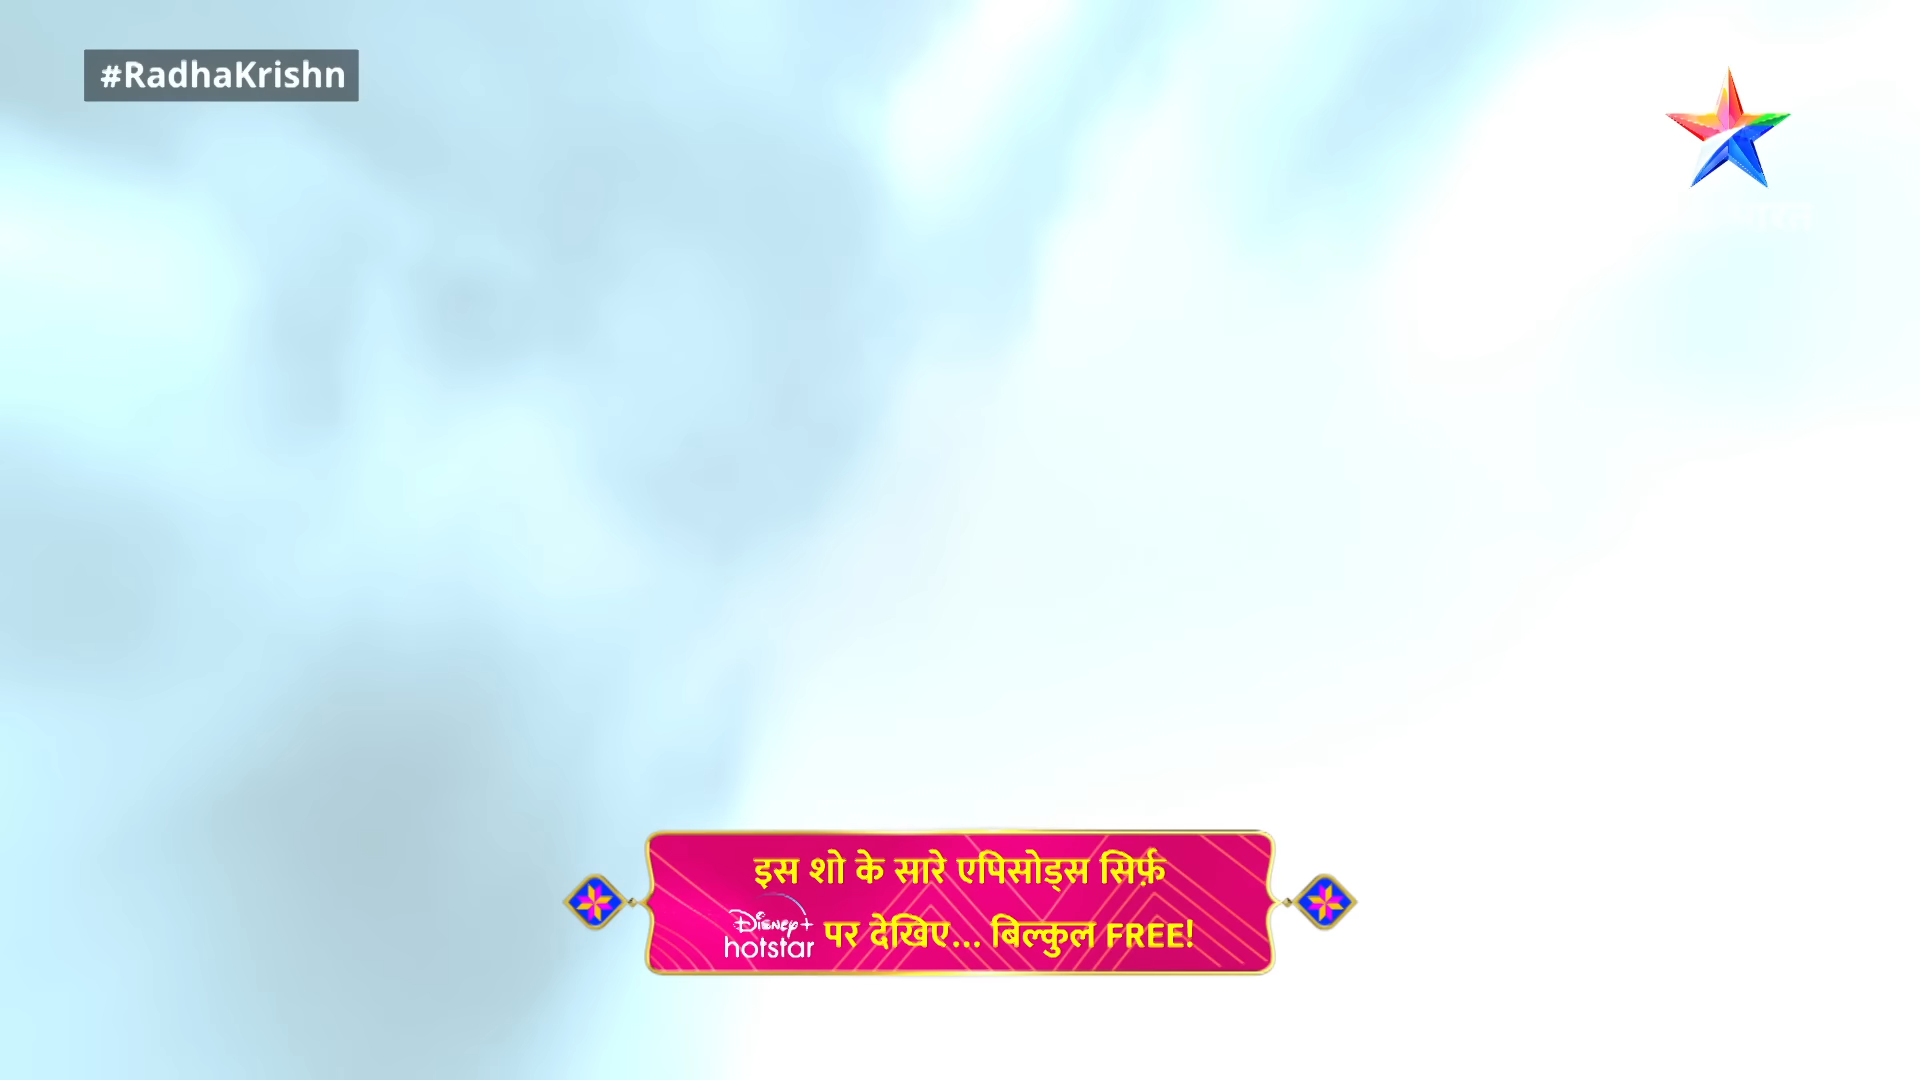 #RadhaKrishn
इस शो के सारे एपिसोड्स सिर्फ़
Disney+ hotstar पर देखिए... बिल्कुल FREE!